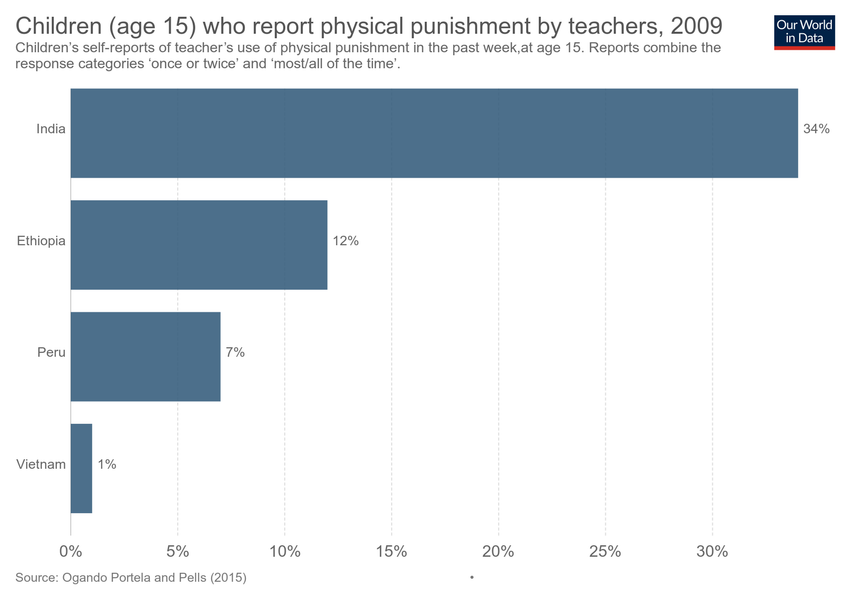 Children (age 15) who report physical punishment by teachers, 2009
Children's self-reports of teacher's use of physical punishment in the past week,at age 15. Reports combine the
response categories ‘once or twice’ and ‘most/all of the time’.
Our World
in Data
India
34%
Ethiopia
12%
Peru
7%
Vietnam
1%
0%
5%
10%
15%
20%
25%
30%
Source: Ogando Portela and Pells (2015)